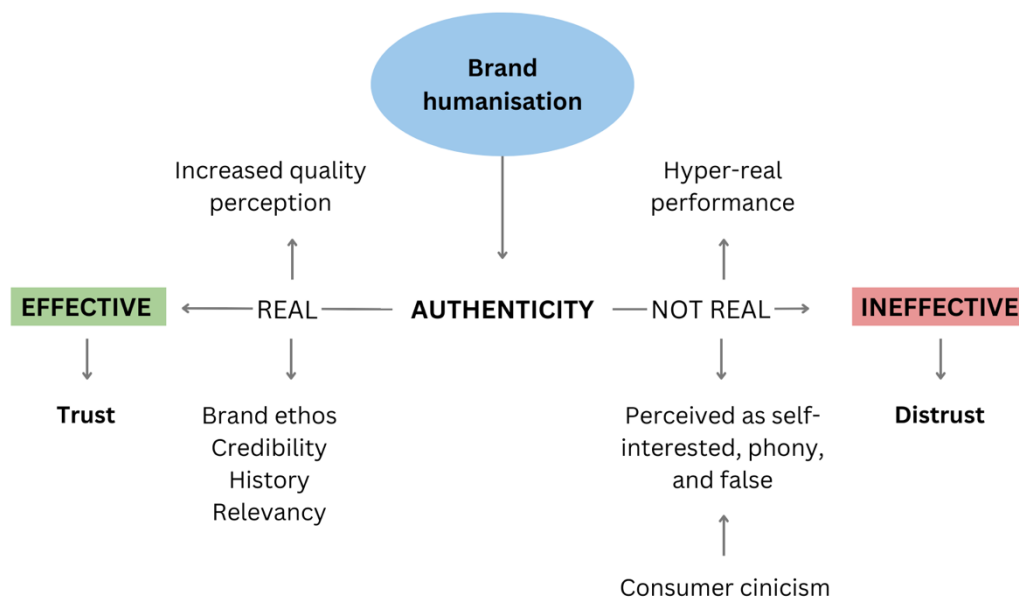 Brand
humanisation
Increased quality
perception
Hyper-real
performance
EFFECTIVE
REAL
AUTHENTICITY
NOT REAL
INEFFECTIVE
Trust
Brand ethos
Credibility
History
Relevancy
Perceived as self-
interested, phony,
and false
Distrust
Consumer cinicism